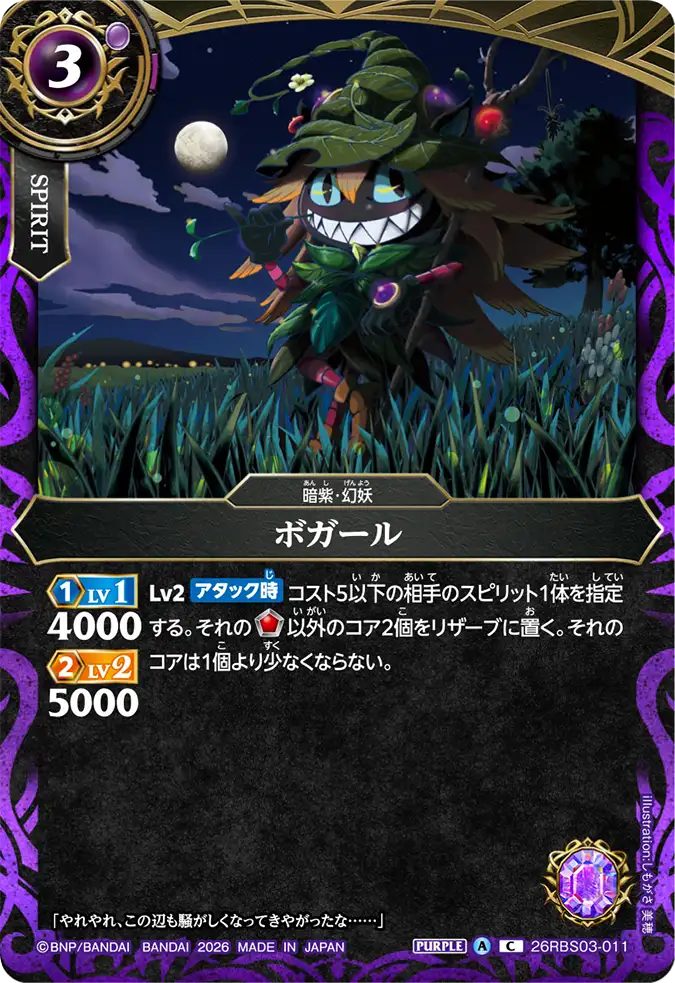 3
SPIRIT
暗紫・幻妖
ボガール
1 LV1
4000
2 LV2
5000
Lv2 アタック時 コスト5以下の相手のスピリット1体を指定
する。それの以外のコア2個をリザーブに置く。それの
コアは1個より少なくならない。
「やれやれ、この辺も騒がしくなってきやがったな……」
illustration:しもがさ 美穂
©BNP/BANDAI BANDAI 2026 MADE IN JAPAN
PURPLE A C 26RBS03-011